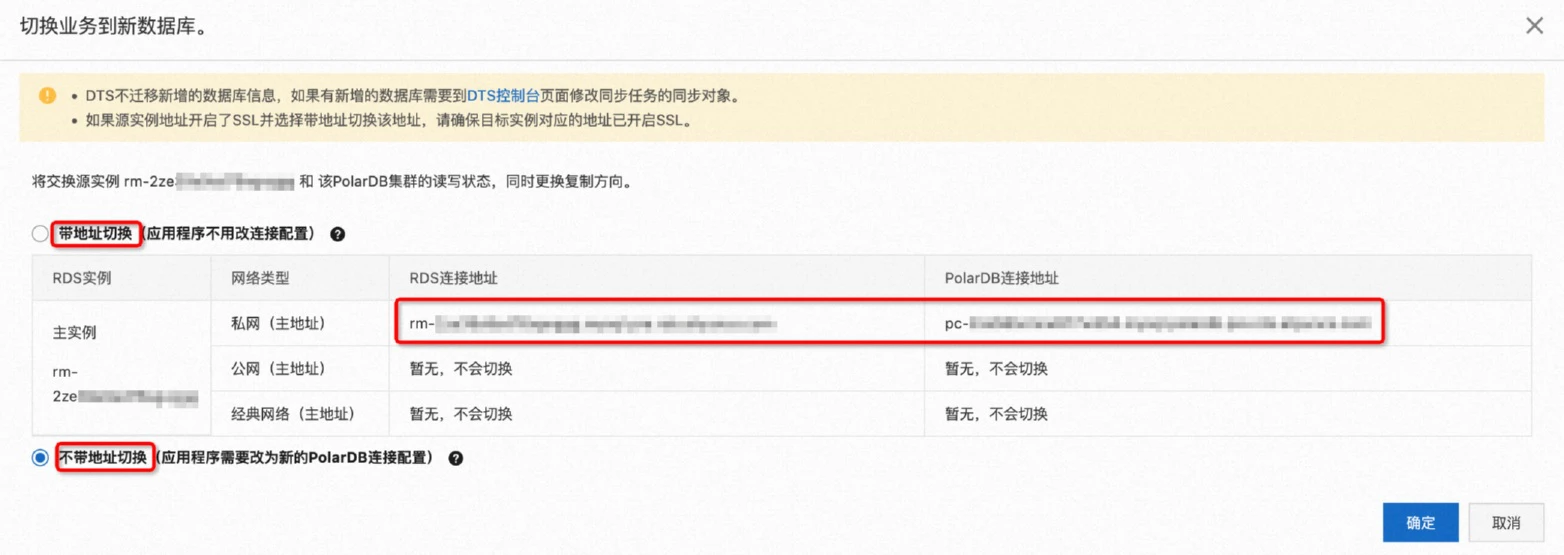 切换业务到新数据库。
DTS不迁移新增的数据库信息，如果有新增的数据库需要到DTS控制台页面修改同步任务的同步对象。
如果源实例地址开启了SSL并选择带地址切换该地址，请确保目标实例对应的地址已开启SSL。
将交换源实例 rm-2ze 和 该PolarDB集群的读写状态，同时更换复制方向。
带地址切换（应用程序不用改连接配置）
RDS实例 网络类型 RDS连接地址 PolarDB连接地址
主实例
rm-
2ze
私网（主地址） rm- pc-
公网（主地址） 暂无，不会切换 暂无，不会切换
经典网络（主地址） 暂无，不会切换 暂无，不会切换
不带地址切换（应用程序需要改为新的PolarDB连接配置）
确定 取消